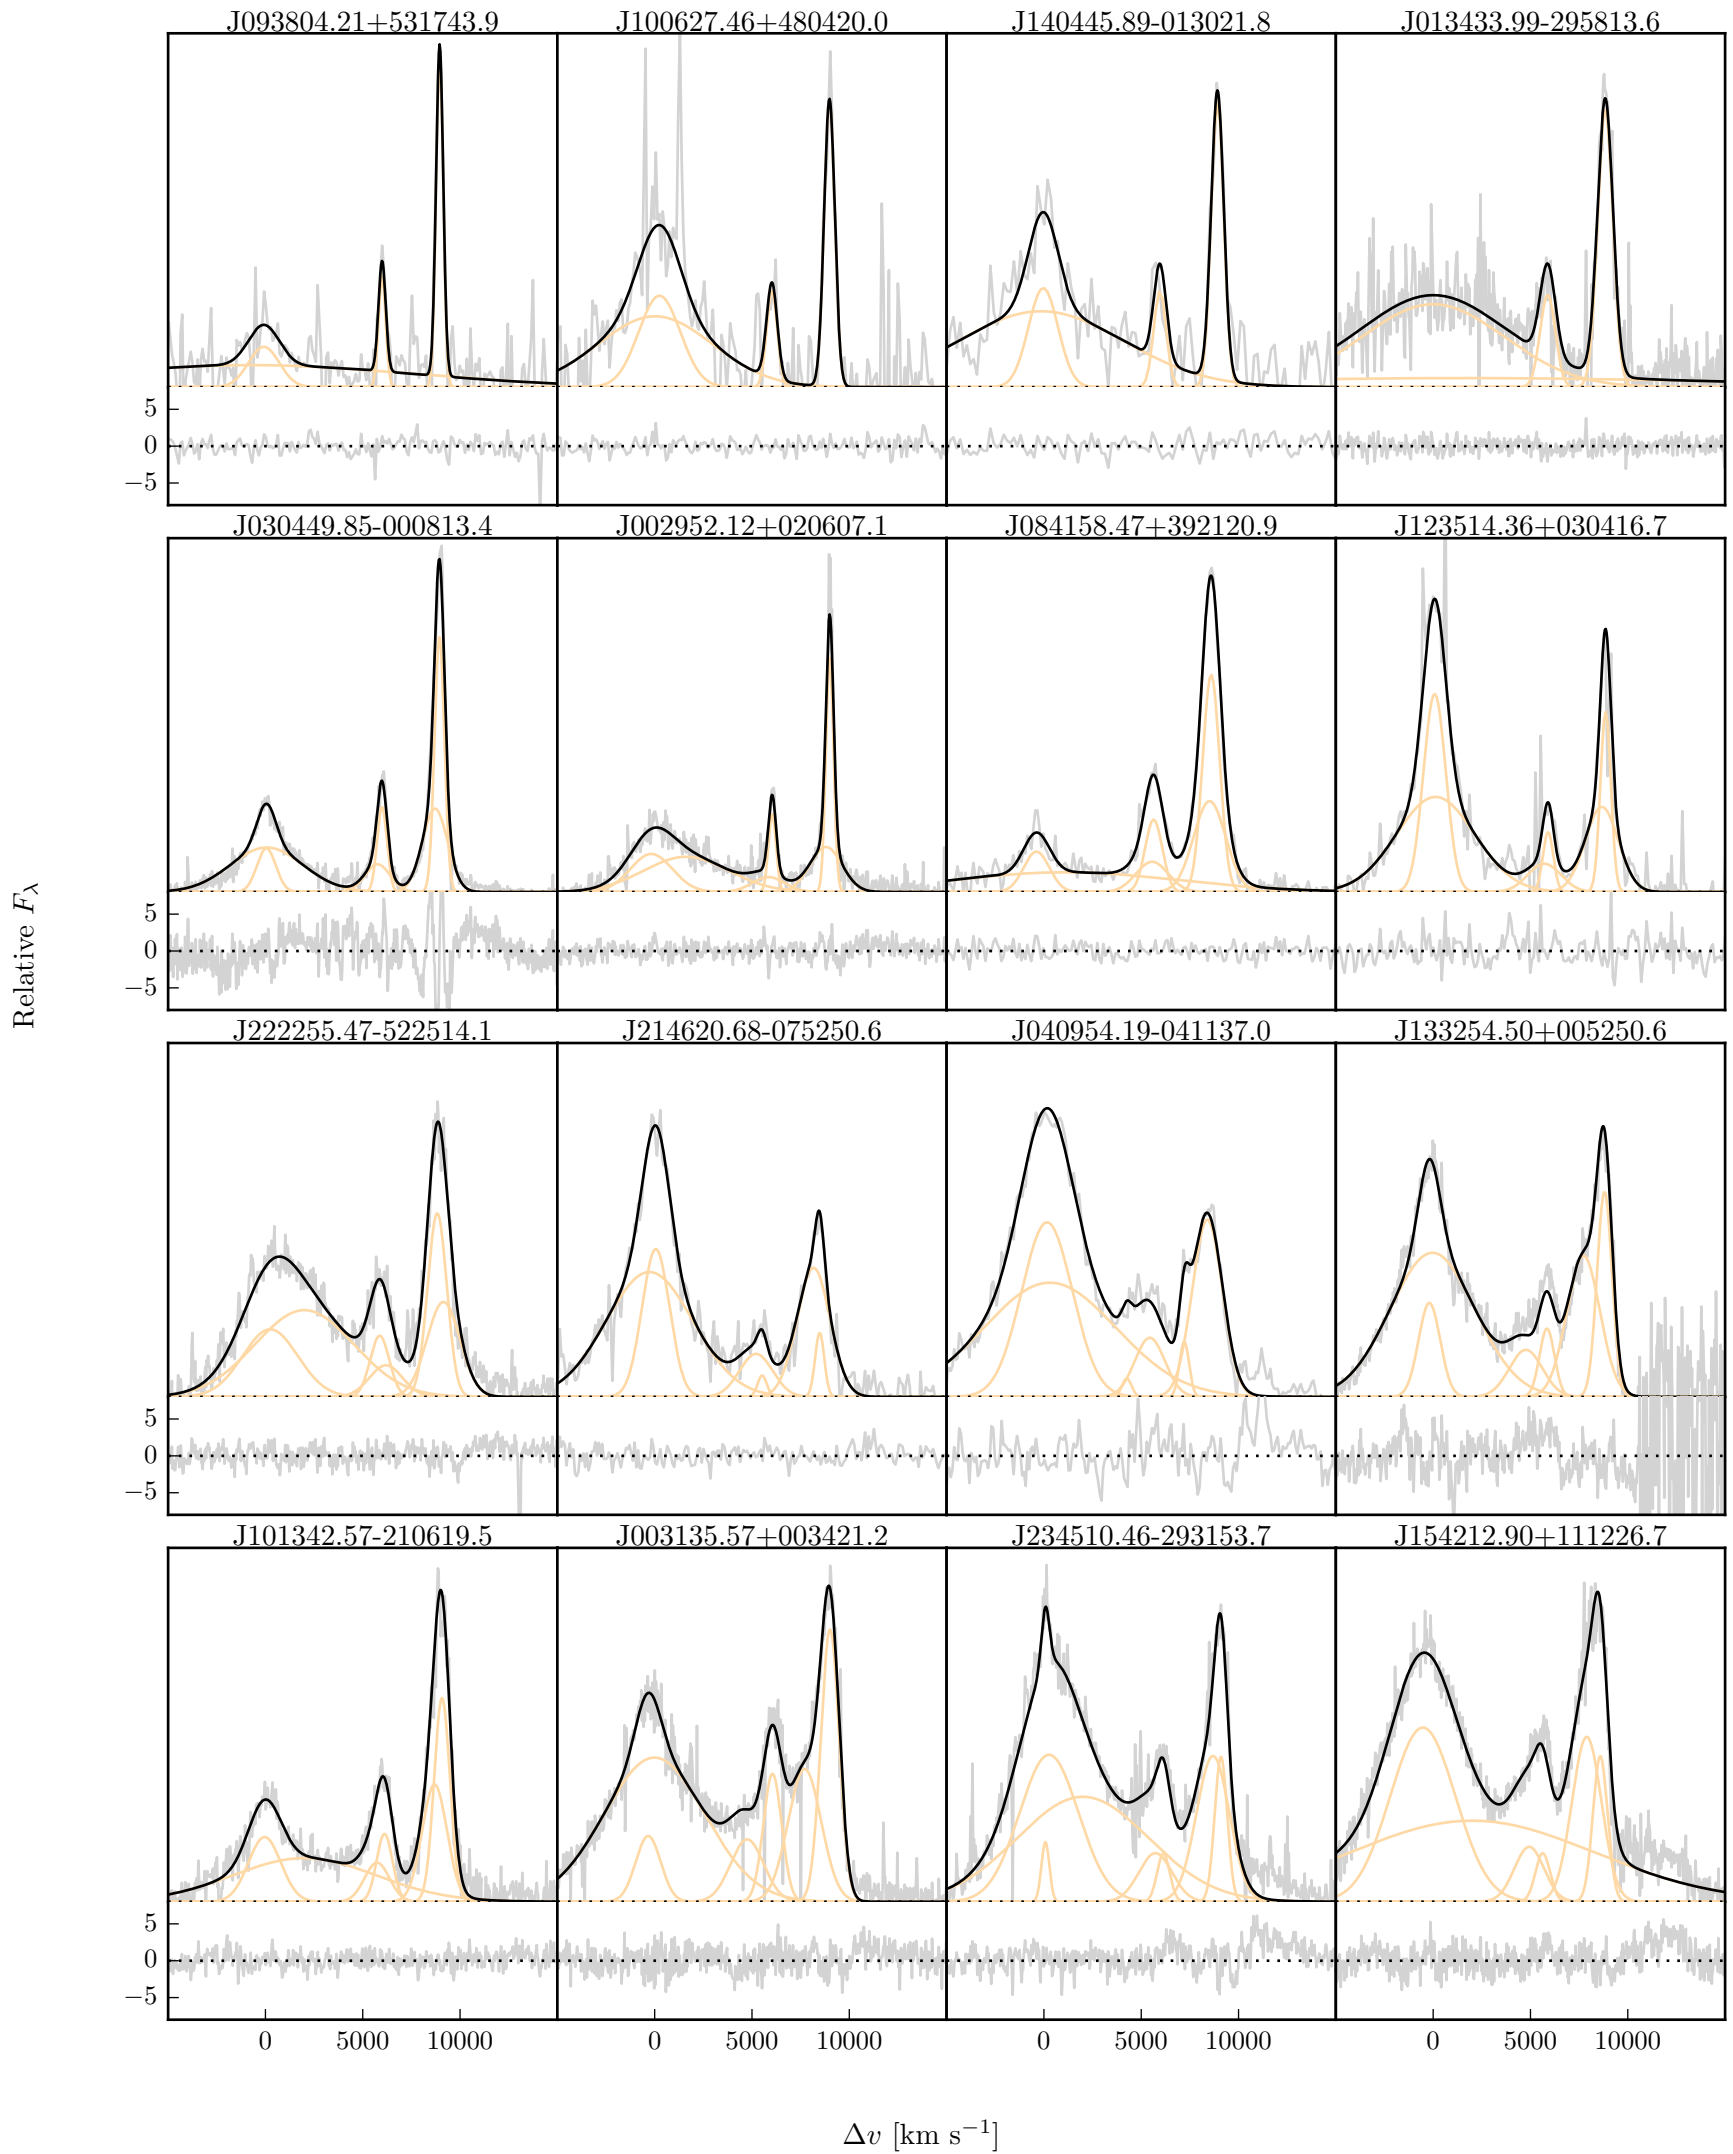 J093804.21+531743.9 J100627.46+480420.0 J140445.89-013021.8 J013433.99-295813.6
5
0
−5
J030449.85-000813.4 J002952.12+020607.1 J084158.47+392120.9 J123514.36+030416.7
5
0
−5
Relative Fλ
J222255.47-522514.1 J214620.68-075250.6 J040954.19-041137.0 J133254.50+005250.6
5
0
−5
J101342.57-210619.5 J003135.57+003421.2 J234510.46-293153.7 J154212.90+111226.7
5
0
−5
0 5000 10000 0 5000 10000 0 5000 10000 0 5000 10000
Δv [km s⁻¹]